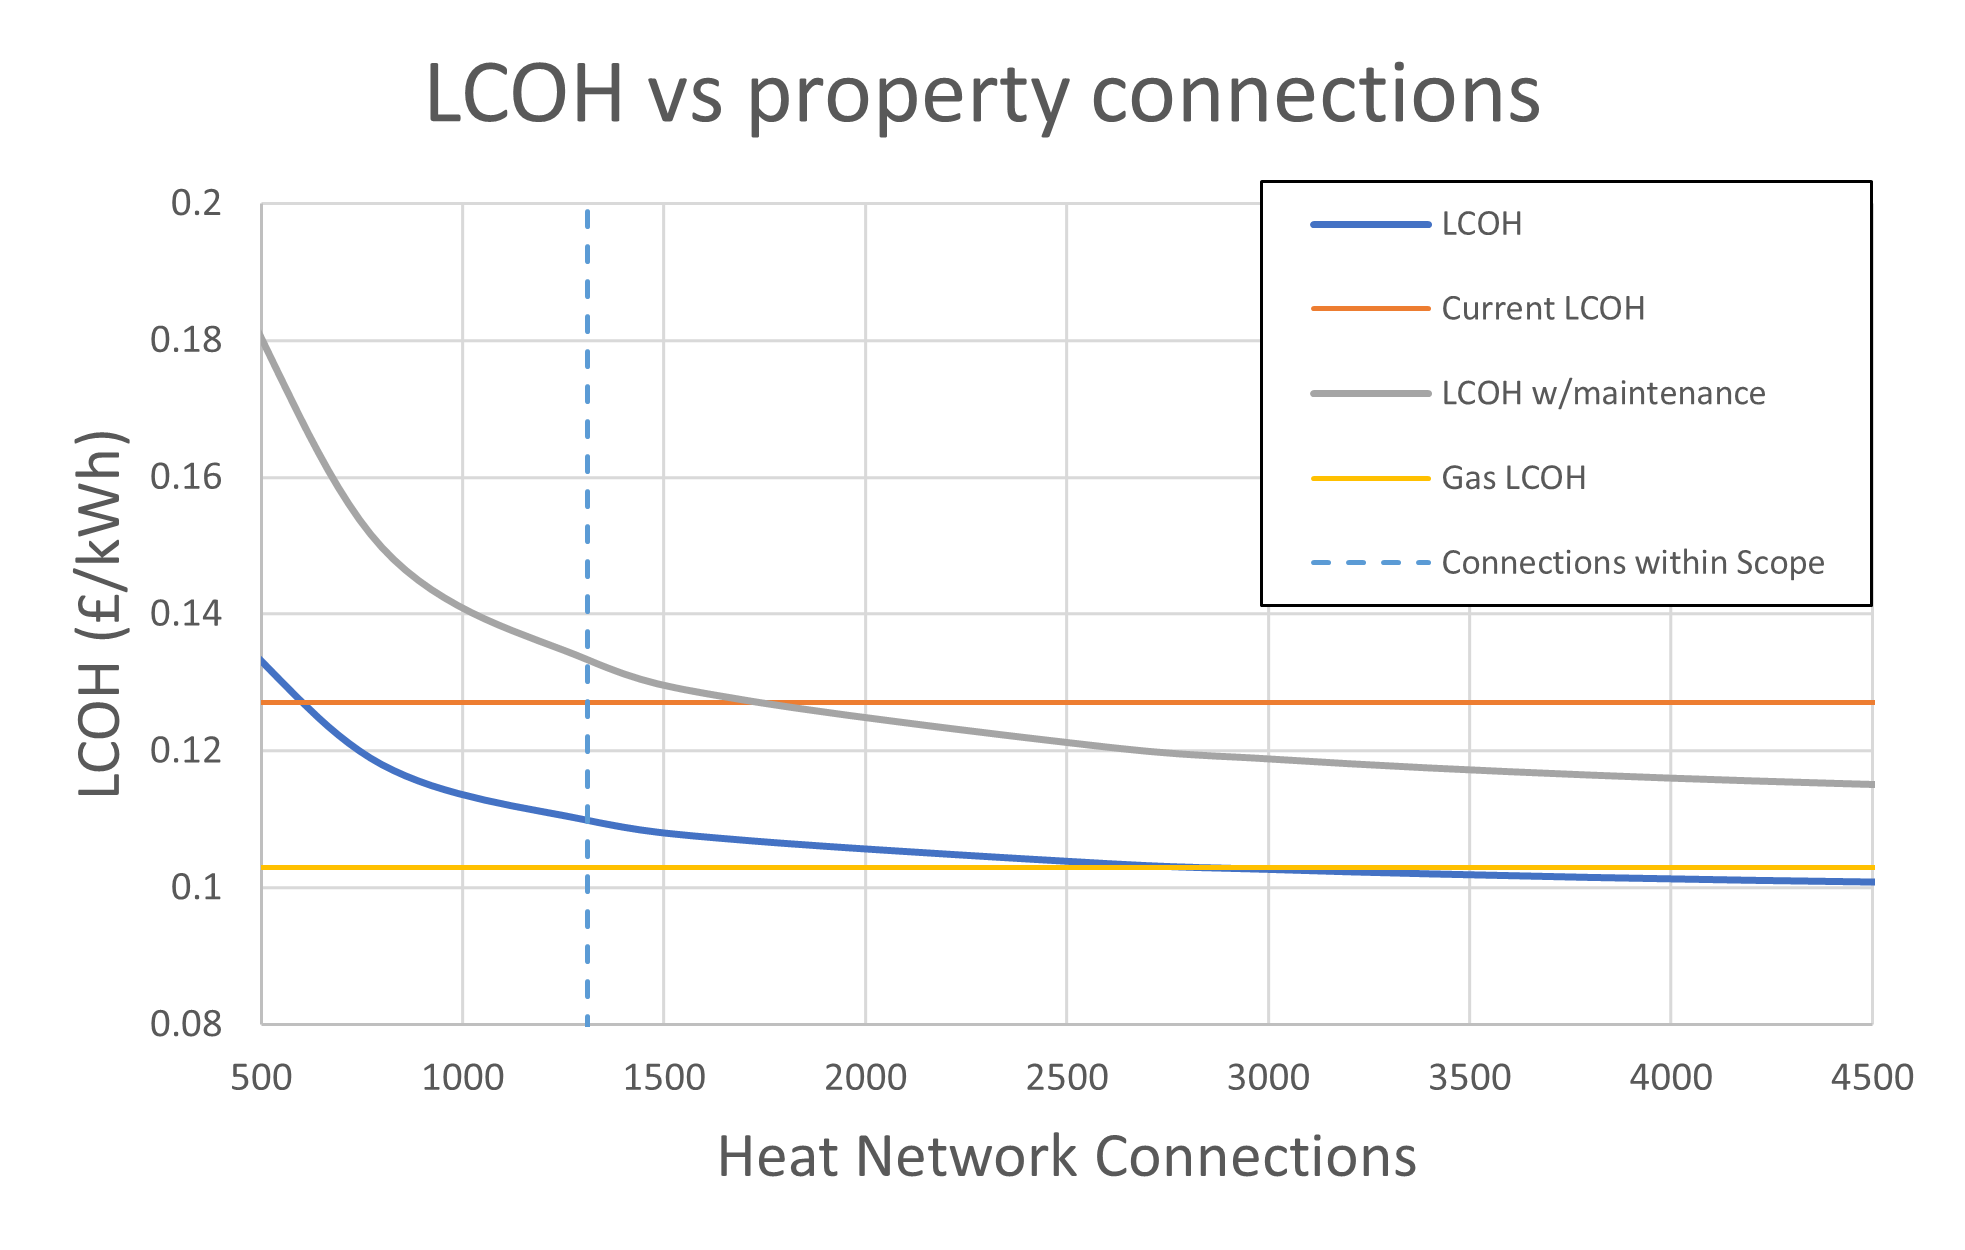 LCOH vs property connections
0.2
0.18
0.16
0.14
0.12
0.1
0.08
LCOH (£/kWh)
LCOH
Current LCOH
LCOH w/maintenance
Gas LCOH
Connections within Scope
500 1000 1500 2000 2500 3000 3500 4000 4500
Heat Network Connections